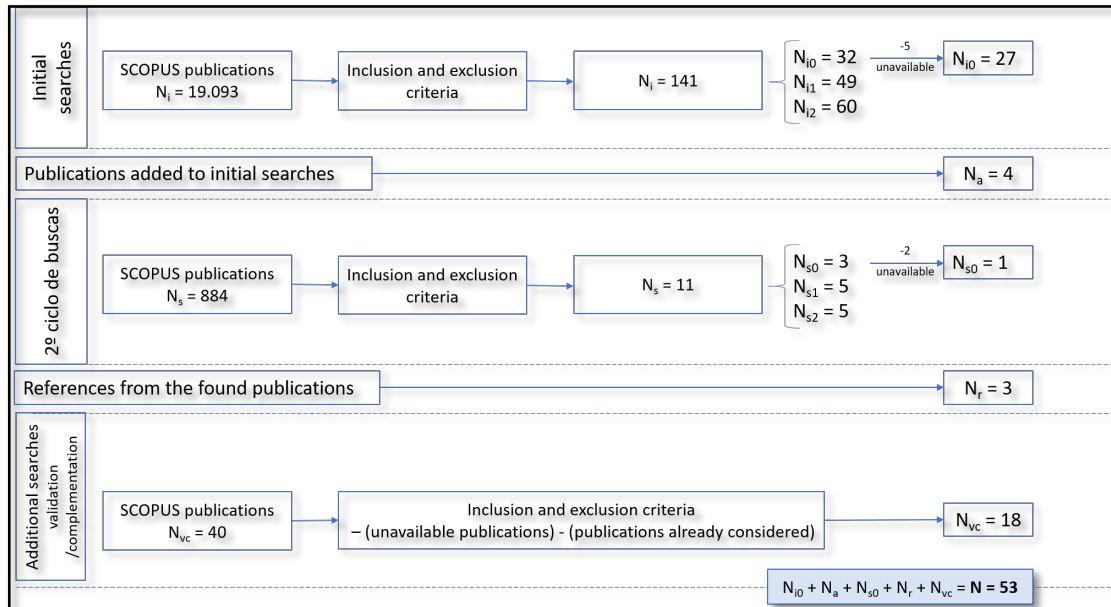 Initial
searches
SCOPUS publications
Nᵢ = 19.093
Inclusion and exclusion
criteria
Nᵢ = 141
Nᵢ₀ = 32
Nᵢ₁ = 49
Nᵢ₂ = 60
-5
unavailable
Nᵢ₀ = 27
Publications added to initial searches
Nₐ = 4
2º ciclo de buscas
SCOPUS publications
Nₛ = 884
Inclusion and exclusion
criteria
Nₛ = 11
Nₛ₀ = 3
Nₛ₁ = 5
Nₛ₂ = 5
-2
unavailable
Nₛ₀ = 1
References from the found publications
Nᵣ = 3
Additional searches
validation
/complementation
SCOPUS publications
Nvc = 40
Inclusion and exclusion criteria
– (unavailable publications) - (publications already considered)
Nvc = 18
Nᵢ₀ + Nₐ + Nₛ₀ + Nᵣ + Nvc = N = 53